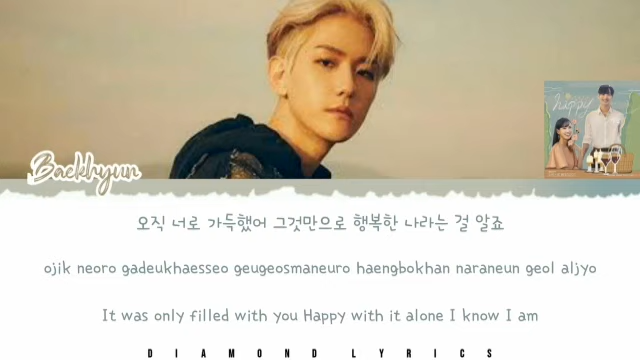 happy
Baekhyun
오직 너로 가득했어 그것만으로 행복한 나라는 걸 알죠
ojik neoro gadeukhaesseo geugeosmaneuro haengbokhan naraneun geol aljyo
It was only filled with you Happy with it alone I know I am
DIAMOND LYRICS